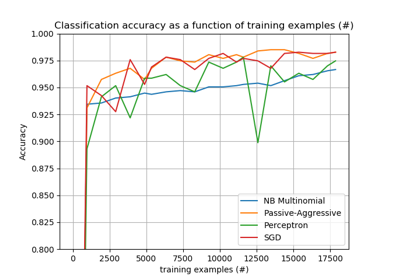 Classification accuracy as a function of training examples (#)
1.000
0.975
0.950
0.925
0.900
0.875
0.850
0.825
0.800
Accuracy
NB Multinomial
Passive-Aggressive
Perceptron
SGD
0 2500 5000 7500 10000 12500 15000 17500
training examples (#)